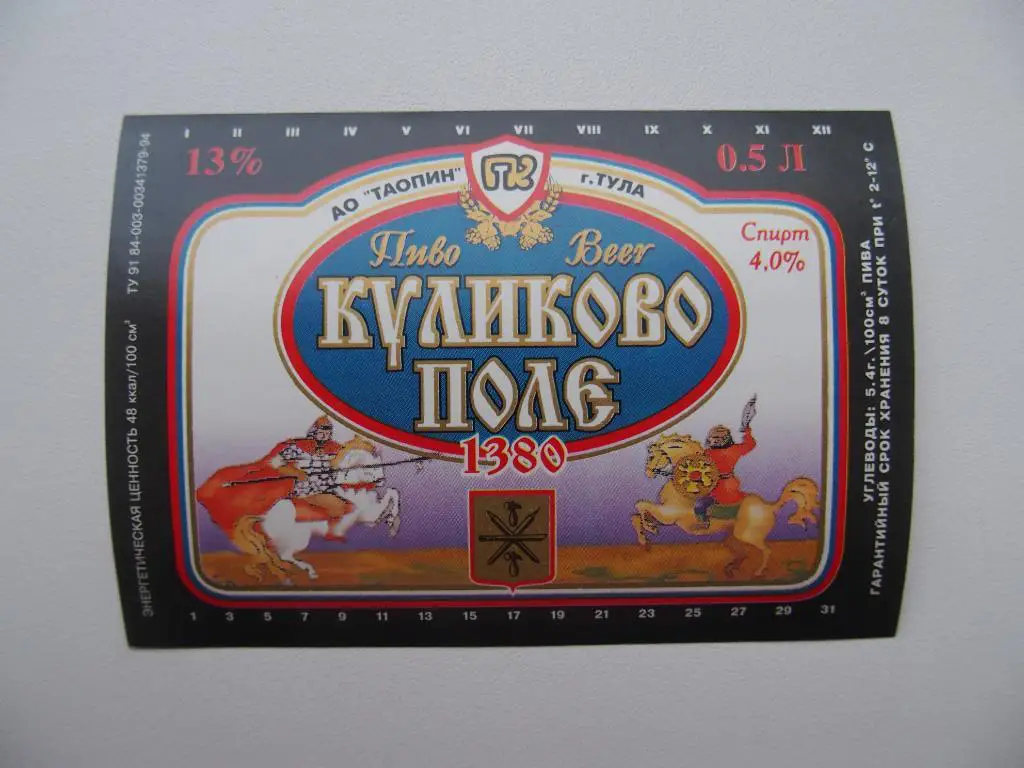 I II III IV V VI VII VIII IX X XI XII
13%
0.5 Л
АО "ТАОПИН" г.ТУЛА
ПК
Пиво Beer
Спирт
4,0%
КУЛИКОВО
ПОЛЕ
1380
1 3 5 7 9 11 13 15 17 19 21 23 25 27 29 31
ЭНЕРГЕТИЧЕСКАЯ ЦЕННОСТЬ 48 ккал/100 см³ ТУ 91 84-003-00341379-94
УГЛЕВОДЫ: 5.4г.\100см³ ПИВА
ГАРАНТИЙНЫЙ СРОК ХРАНЕНИЯ 8 СУТОК ПРИ t° 2-12° С